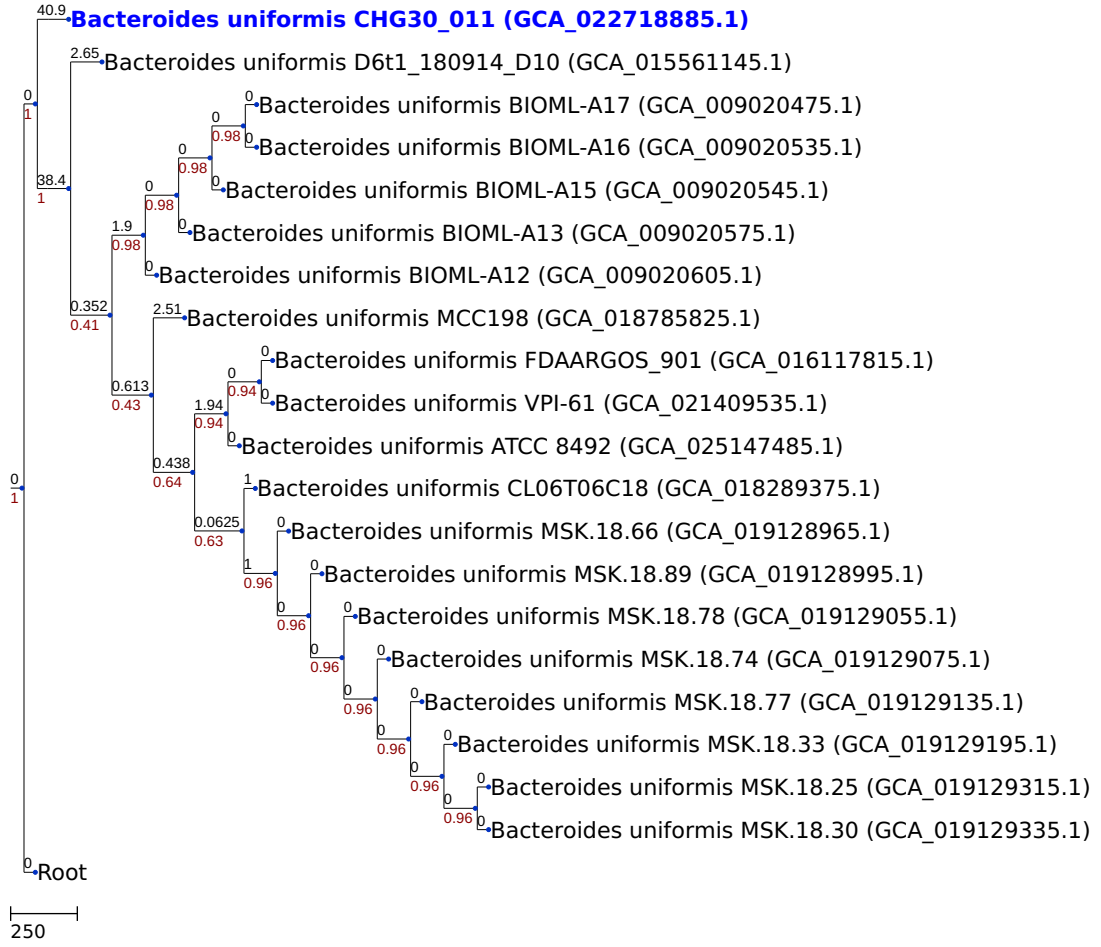 40.9 Bacteroides uniformis CHG30_011 (GCA_022718885.1)
2.65 Bacteroides uniformis D6t1_180914_D10 (GCA_015561145.1)
0
0 Bacteroides uniformis BIOML-A17 (GCA_009020475.1)
1
0
0.98
0 Bacteroides uniformis BIOML-A16 (GCA_009020535.1)
0
0.98
38.4
0 Bacteroides uniformis BIOML-A15 (GCA_009020545.1)
1
0
0.98
1.9
0 Bacteroides uniformis BIOML-A13 (GCA_009020575.1)
0.98
0 Bacteroides uniformis BIOML-A12 (GCA_009020605.1)
0.352
2.51 Bacteroides uniformis MCC198 (GCA_018785825.1)
0.41
0 Bacteroides uniformis FDAARGOS_901 (GCA_016117815.1)
0
0.613
0.94
0 Bacteroides uniformis VPI-61 (GCA_021409535.1)
0.43
1.94
0.94
0 Bacteroides uniformis ATCC 8492 (GCA_025147485.1)
0.438
0.64
0
1 Bacteroides uniformis CL06T06C18 (GCA_018289375.1)
1
0.0625
0 Bacteroides uniformis MSK.18.66 (GCA_019128965.1)
0.63
1
0 Bacteroides uniformis MSK.18.89 (GCA_019128995.1)
0.96
0
0 Bacteroides uniformis MSK.18.78 (GCA_019129055.1)
0.96
0
0 Bacteroides uniformis MSK.18.74 (GCA_019129075.1)
0.96
0
0 Bacteroides uniformis MSK.18.77 (GCA_019129135.1)
0.96
0
0 Bacteroides uniformis MSK.18.33 (GCA_019129195.1)
0.96
0
0 Bacteroides uniformis MSK.18.25 (GCA_019129315.1)
0.96
0
0.96
0 Bacteroides uniformis MSK.18.30 (GCA_019129335.1)
0 Root
250